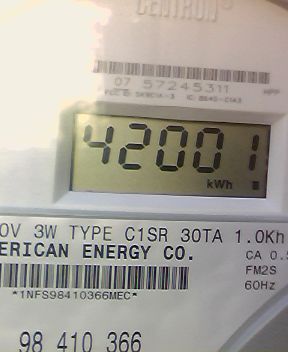 CENTRON
07 57245311
42001
kWh
0V 3W TYPE C1SR 30TA 1.0Kh
ERICAN ENERGY CO.
CA 0.5
*1NFS98410366MEC*
FM2S
60Hz
98 410 366